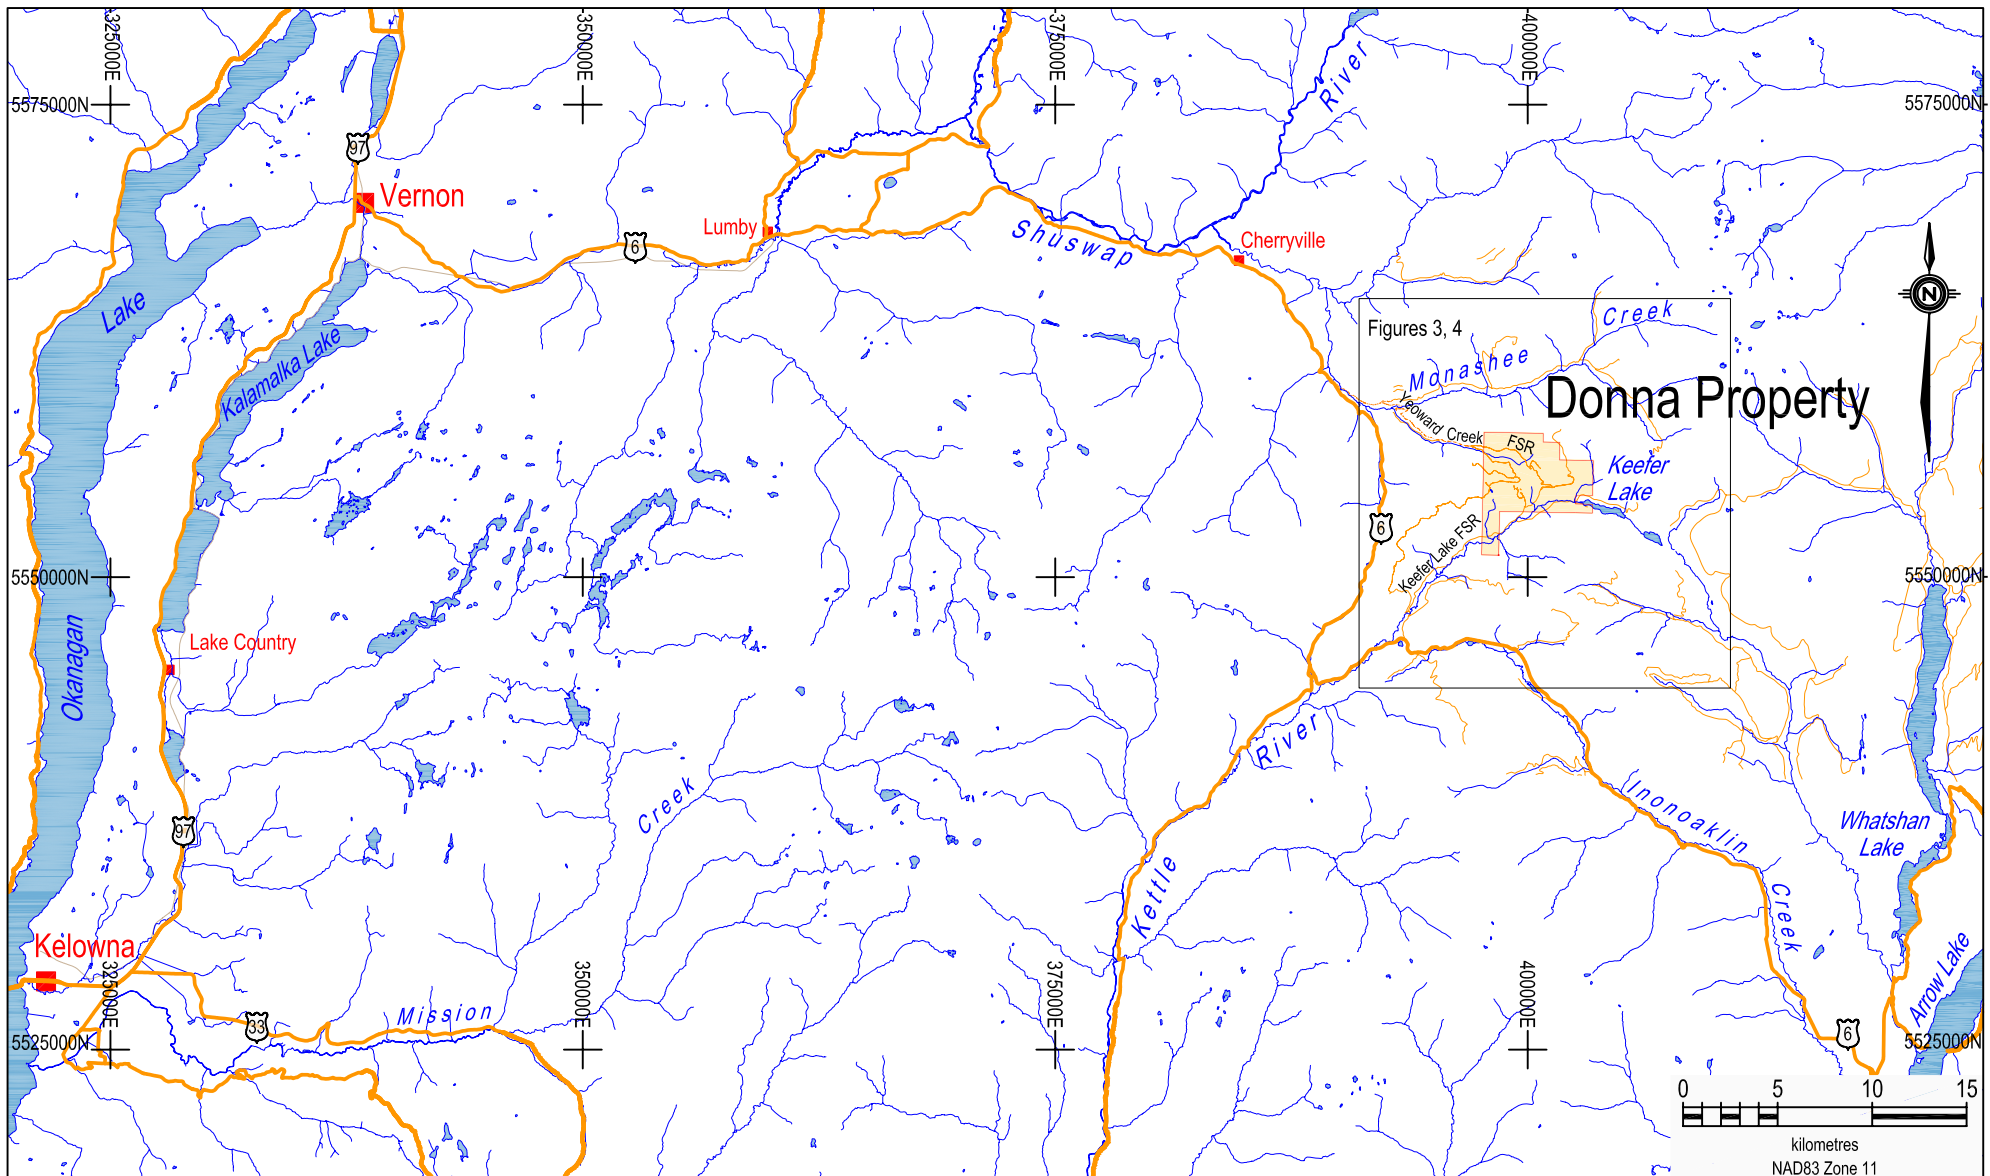 325000E
350000E
375000E
400000E
5575000N
5575000N
River
97
Vernon
Lumby
6
Shuswap
Cherryville
N
Lake
Kalamalka Lake
Figures 3, 4
Creek
Monashee
Donna Property
Yeoward Creek FSR
Keefer
Lake
6
Keefer Lake FSR
5550000N
5550000N
Okanagan
Lake Country
River
Creek
97
Inonoaklin
Whatshan
Lake
Kettle
Creek
Kelowna
Arrow Lake
325000E
350000E
375000E
400000E
Mission
33
6
5525000N
5525000N
0 5 10 15
kilometres
NAD83 Zone 11